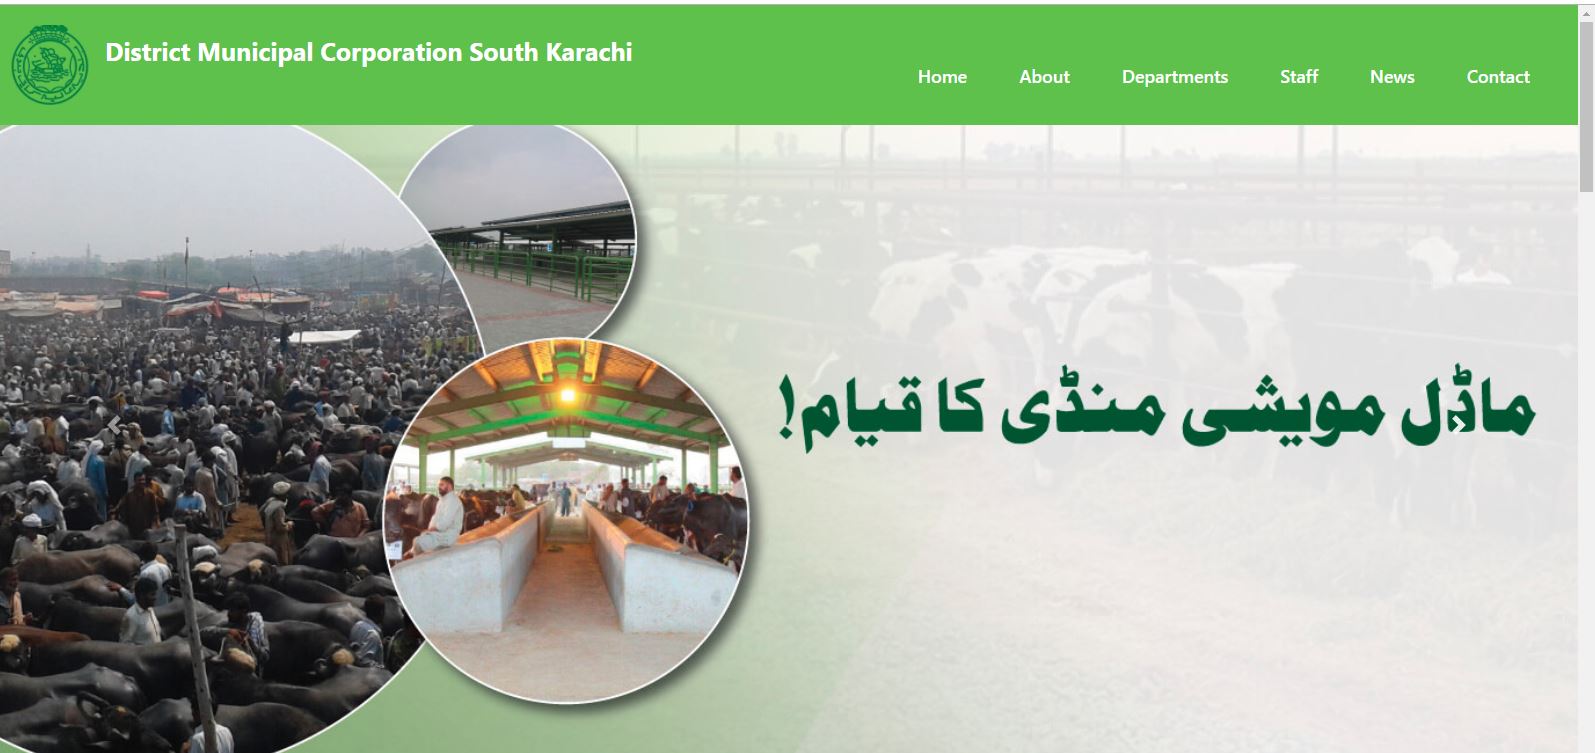 District Municipal Corporation South Karachi
Home About Departments Staff News Contact
ماڈل مویشی منڈی کا قیام!